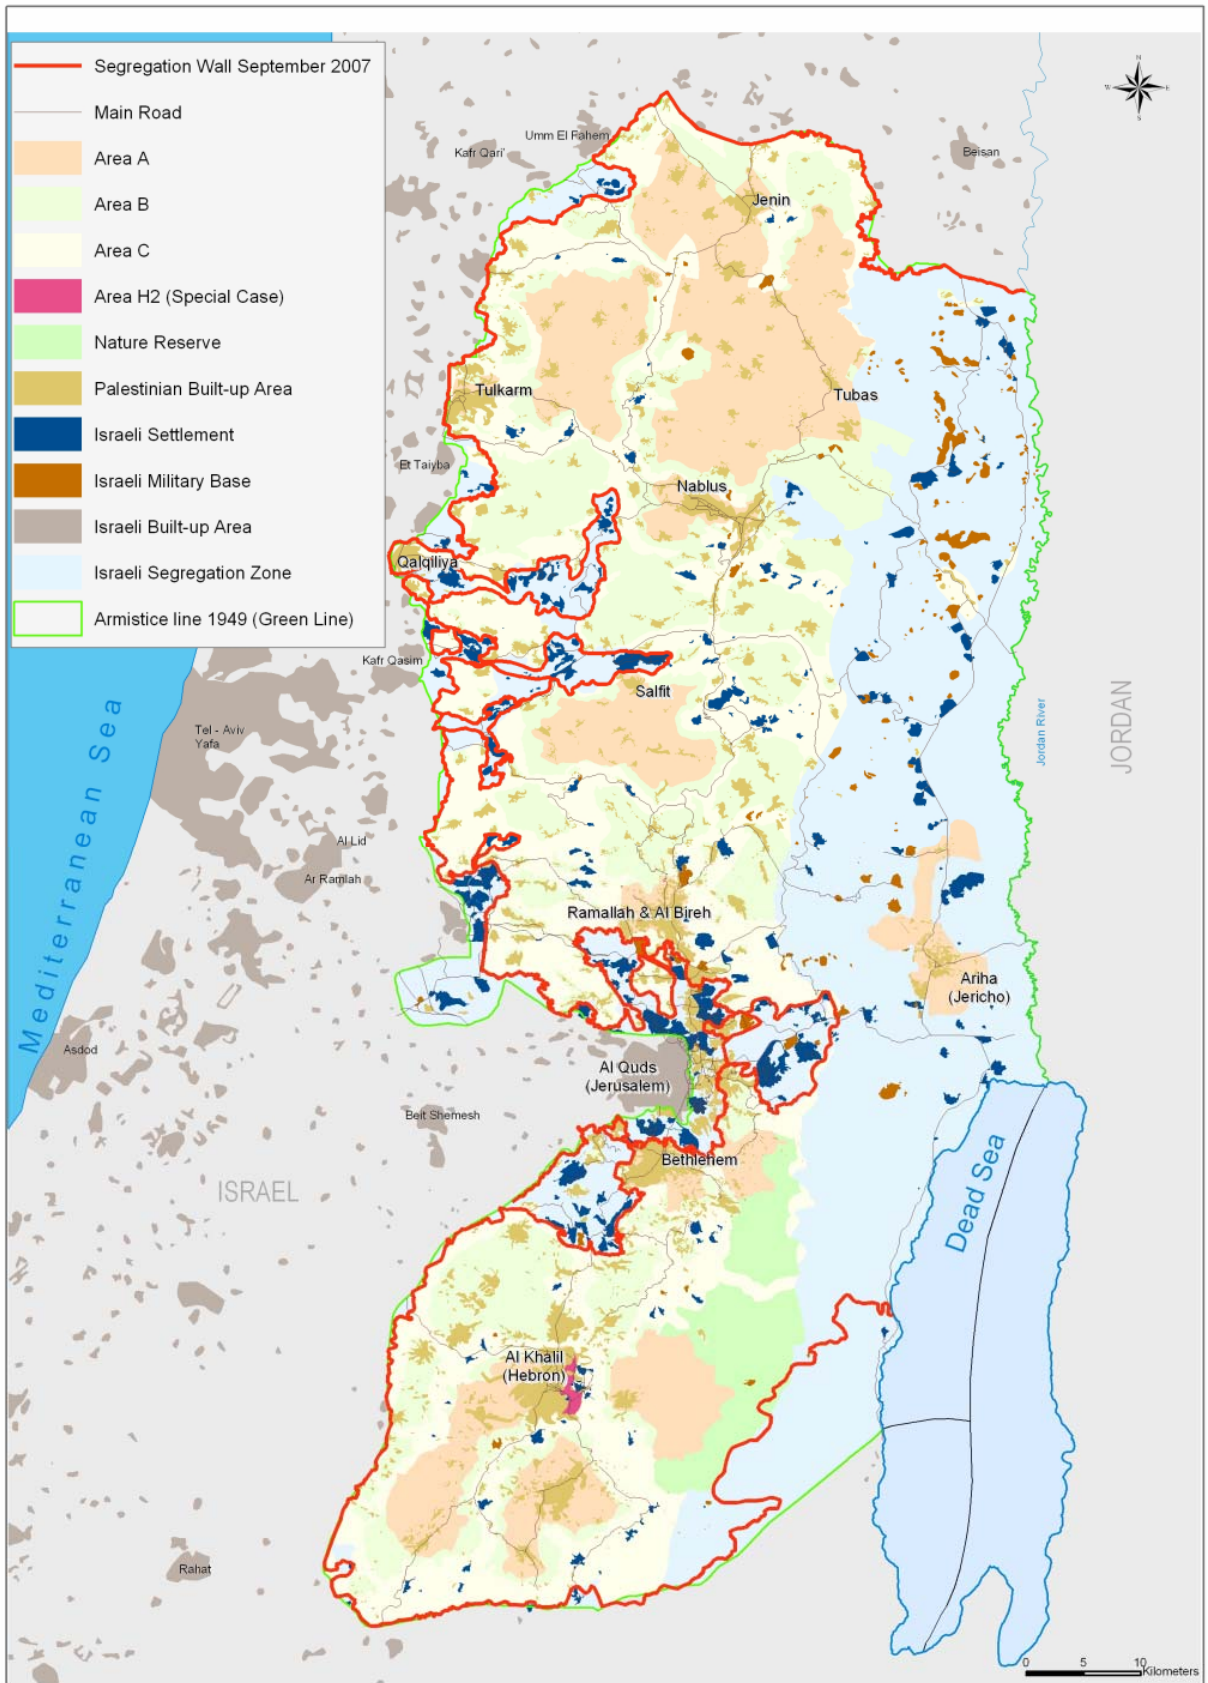 Segregation Wall September 2007
Main Road
Area A
Area B
Area C
Area H2 (Special Case)
Nature Reserve
Palestinian Built-up Area
Israeli Settlement
Israeli Military Base
Israeli Built-up Area
Israeli Segregation Zone
Armistice line 1949 (Green Line)
N
W
E
S
Umm El Fahem
Kafr Qari'
Beisan
Jenin
Tulkarm
Tubas
Et Taiyba
Nablus
Qalqiliya
Kafr Qasim
Salfit
Mediterranean Sea
Tel - Aviv
Yafa
Jordan River
JORDAN
Al Lid
Ar Ramlah
Ramallah & Al Bireh
Ariha
(Jericho)
Asdod
Al Quds
(Jerusalem)
Beit Shemesh
Bethlehem
ISRAEL
Dead Sea
Al Khalil
(Hebron)
Rahat
0
5
10
Kilometers